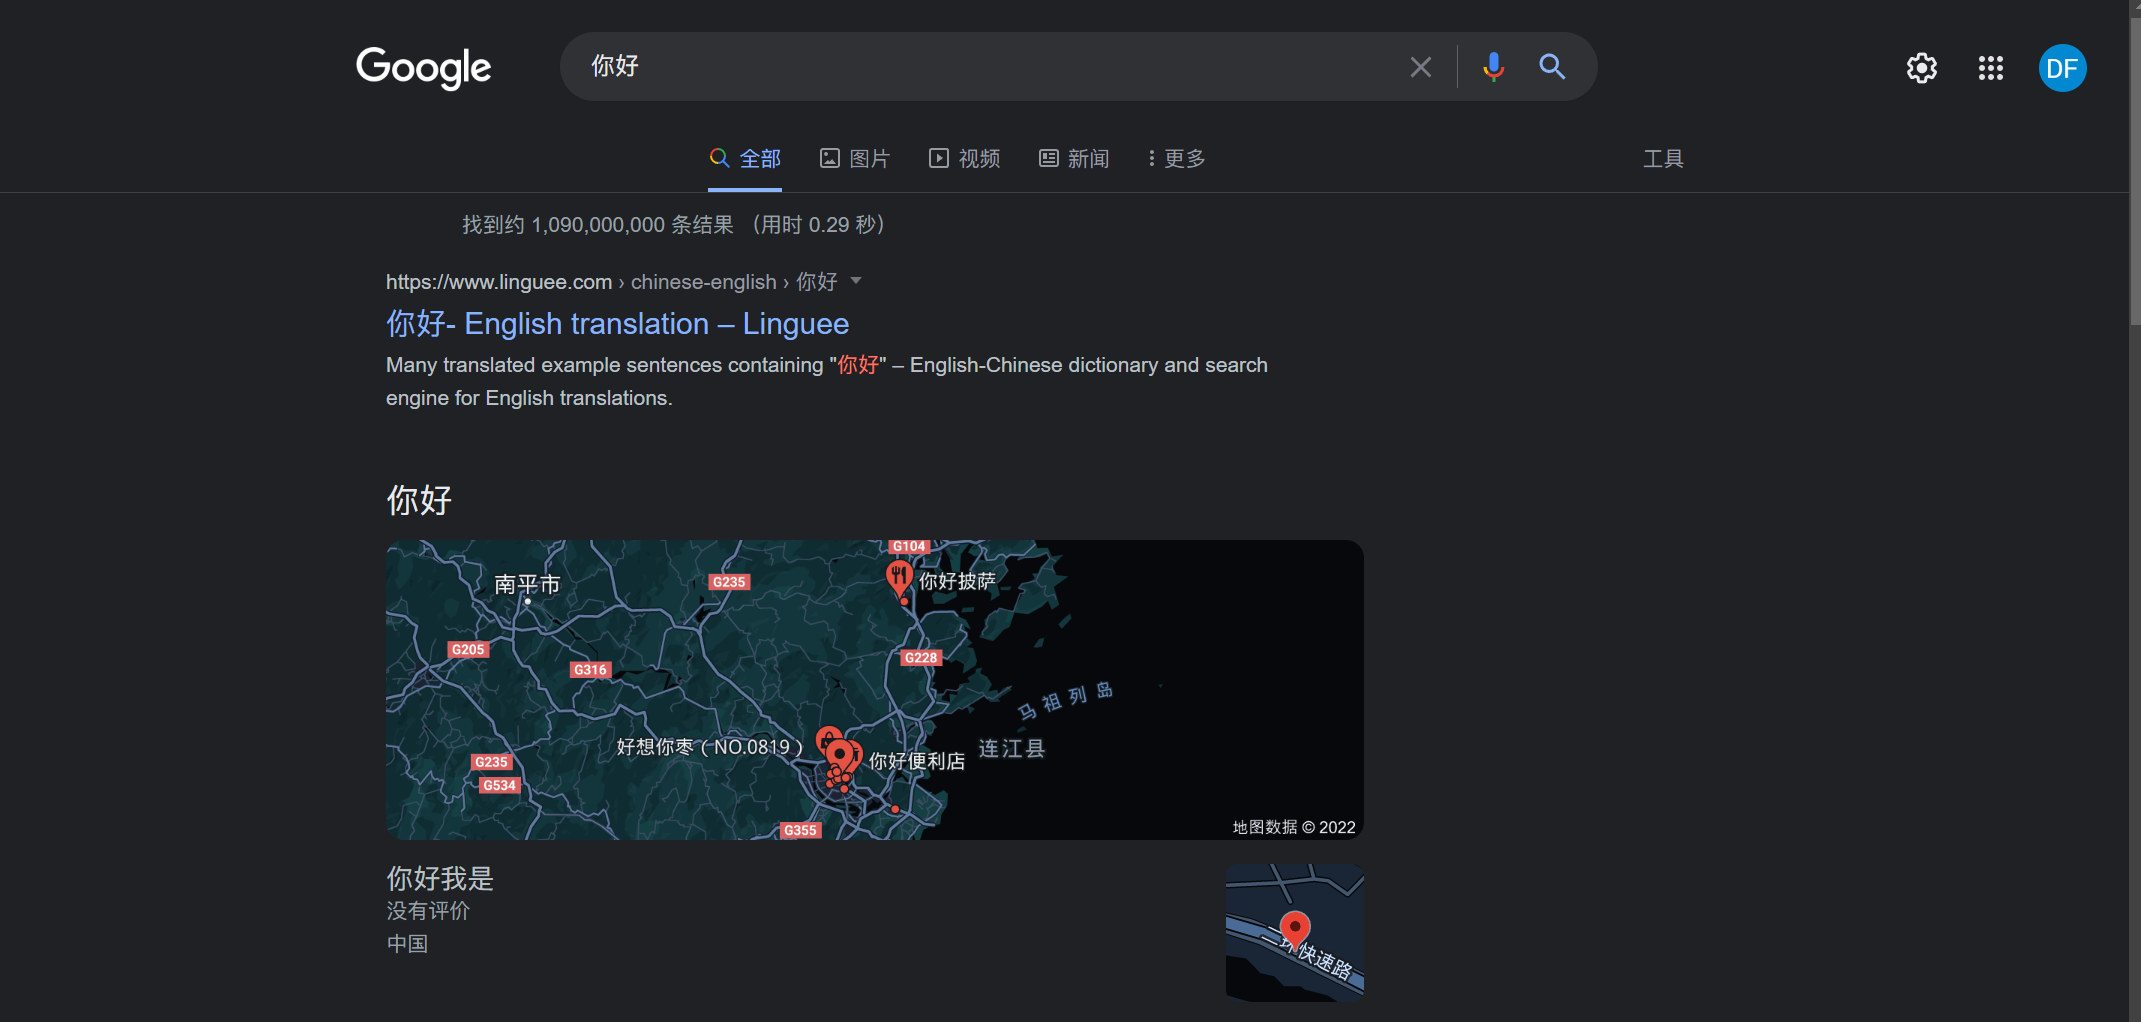 Google
你好
DF
全部
图片
视频
新闻
更多
工具
找到约 1,090,000,000 条结果 （用时 0.29 秒）
https://www.linguee.com › chinese-english › 你好
你好- English translation – Linguee
Many translated example sentences containing "你好" – English-Chinese dictionary and search
engine for English translations.
你好
G104
南平市
G235
你好披萨
G205
G228
G316
马祖列岛
好想你枣（NO.0819）
连江县
你好便利店
G235
G534
G355
地图数据 © 2022
你好我是
没有评价
中国
二环快速路